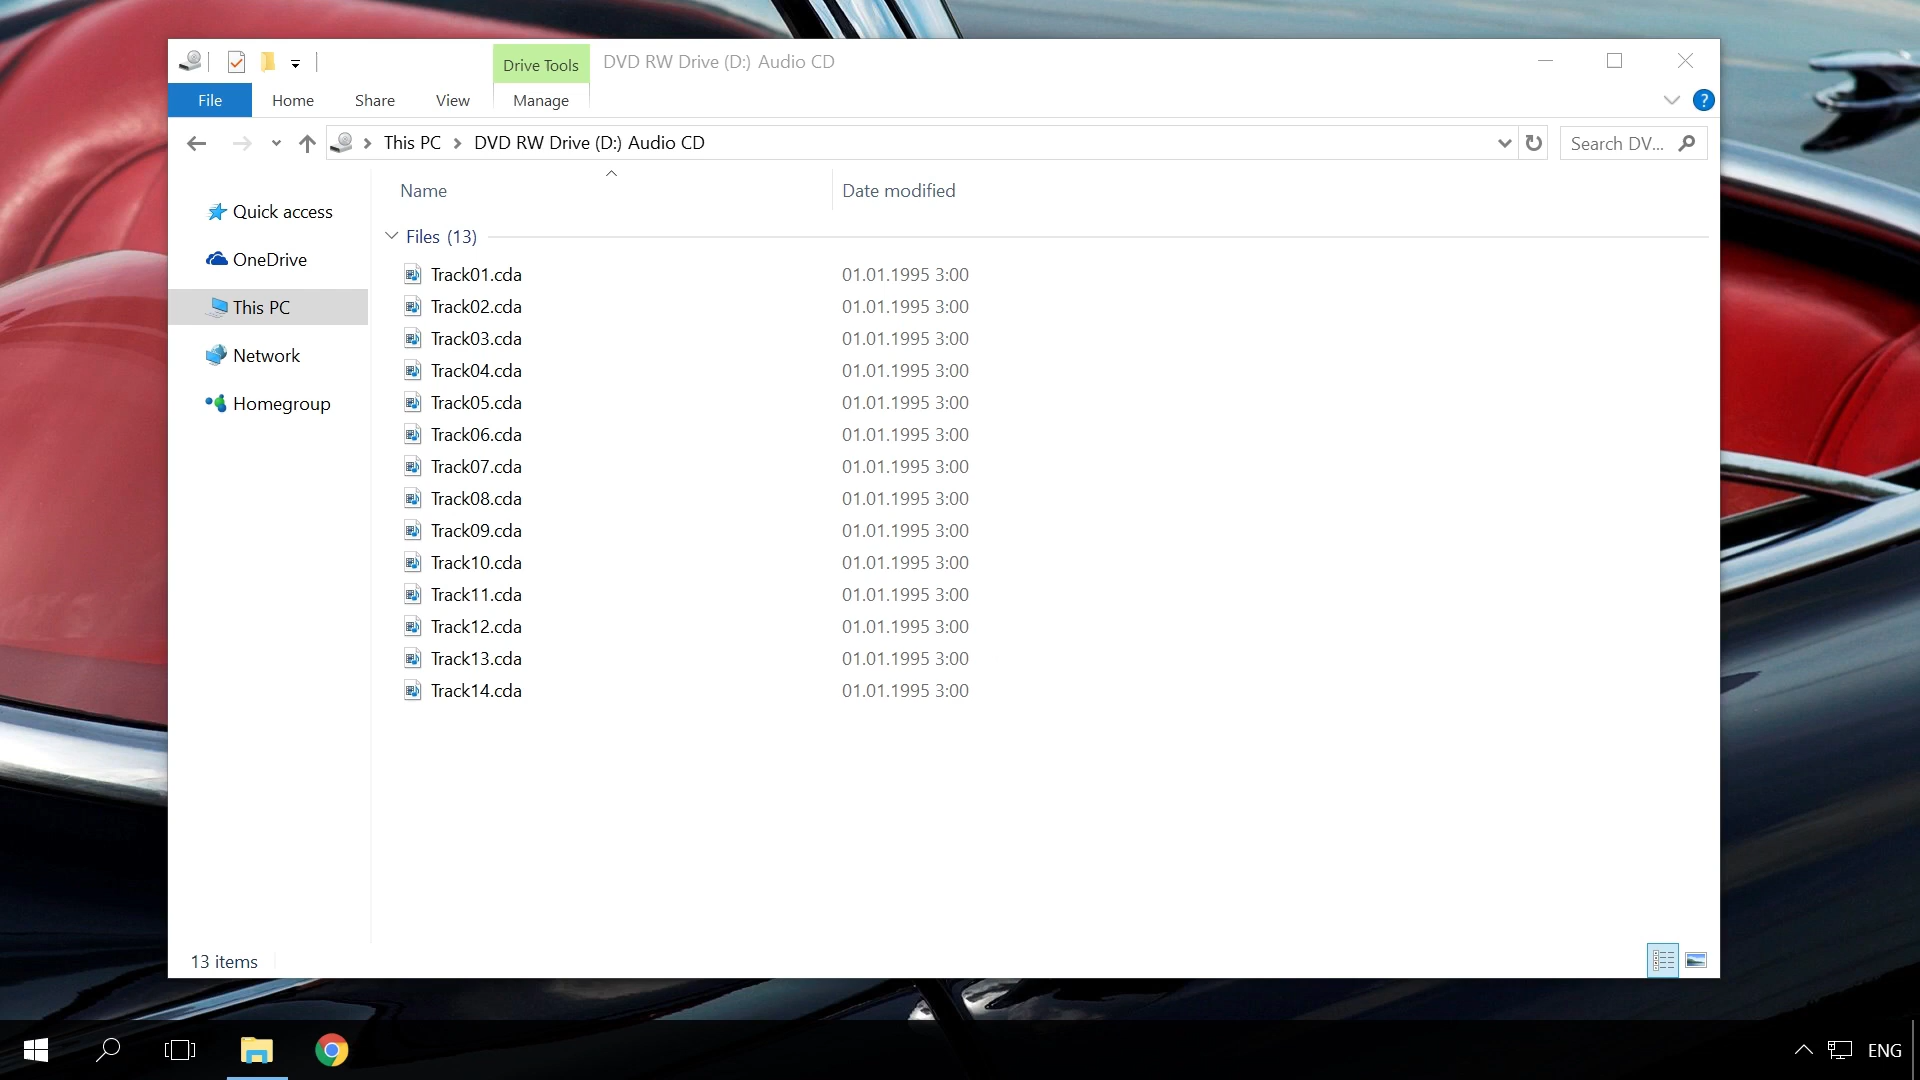 Drive Tools
DVD RW Drive (D:) Audio CD
File
Home
Share
View
Manage
?
This PC
DVD RW Drive (D:) Audio CD
Search DV...
Name
Date modified
Quick access
OneDrive
This PC
Network
Homegroup
Files (13)
Track01.cda 01.01.1995 3:00
Track02.cda 01.01.1995 3:00
Track03.cda 01.01.1995 3:00
Track04.cda 01.01.1995 3:00
Track05.cda 01.01.1995 3:00
Track06.cda 01.01.1995 3:00
Track07.cda 01.01.1995 3:00
Track08.cda 01.01.1995 3:00
Track09.cda 01.01.1995 3:00
Track10.cda 01.01.1995 3:00
Track11.cda 01.01.1995 3:00
Track12.cda 01.01.1995 3:00
Track13.cda 01.01.1995 3:00
Track14.cda 01.01.1995 3:00
13 items
ENG